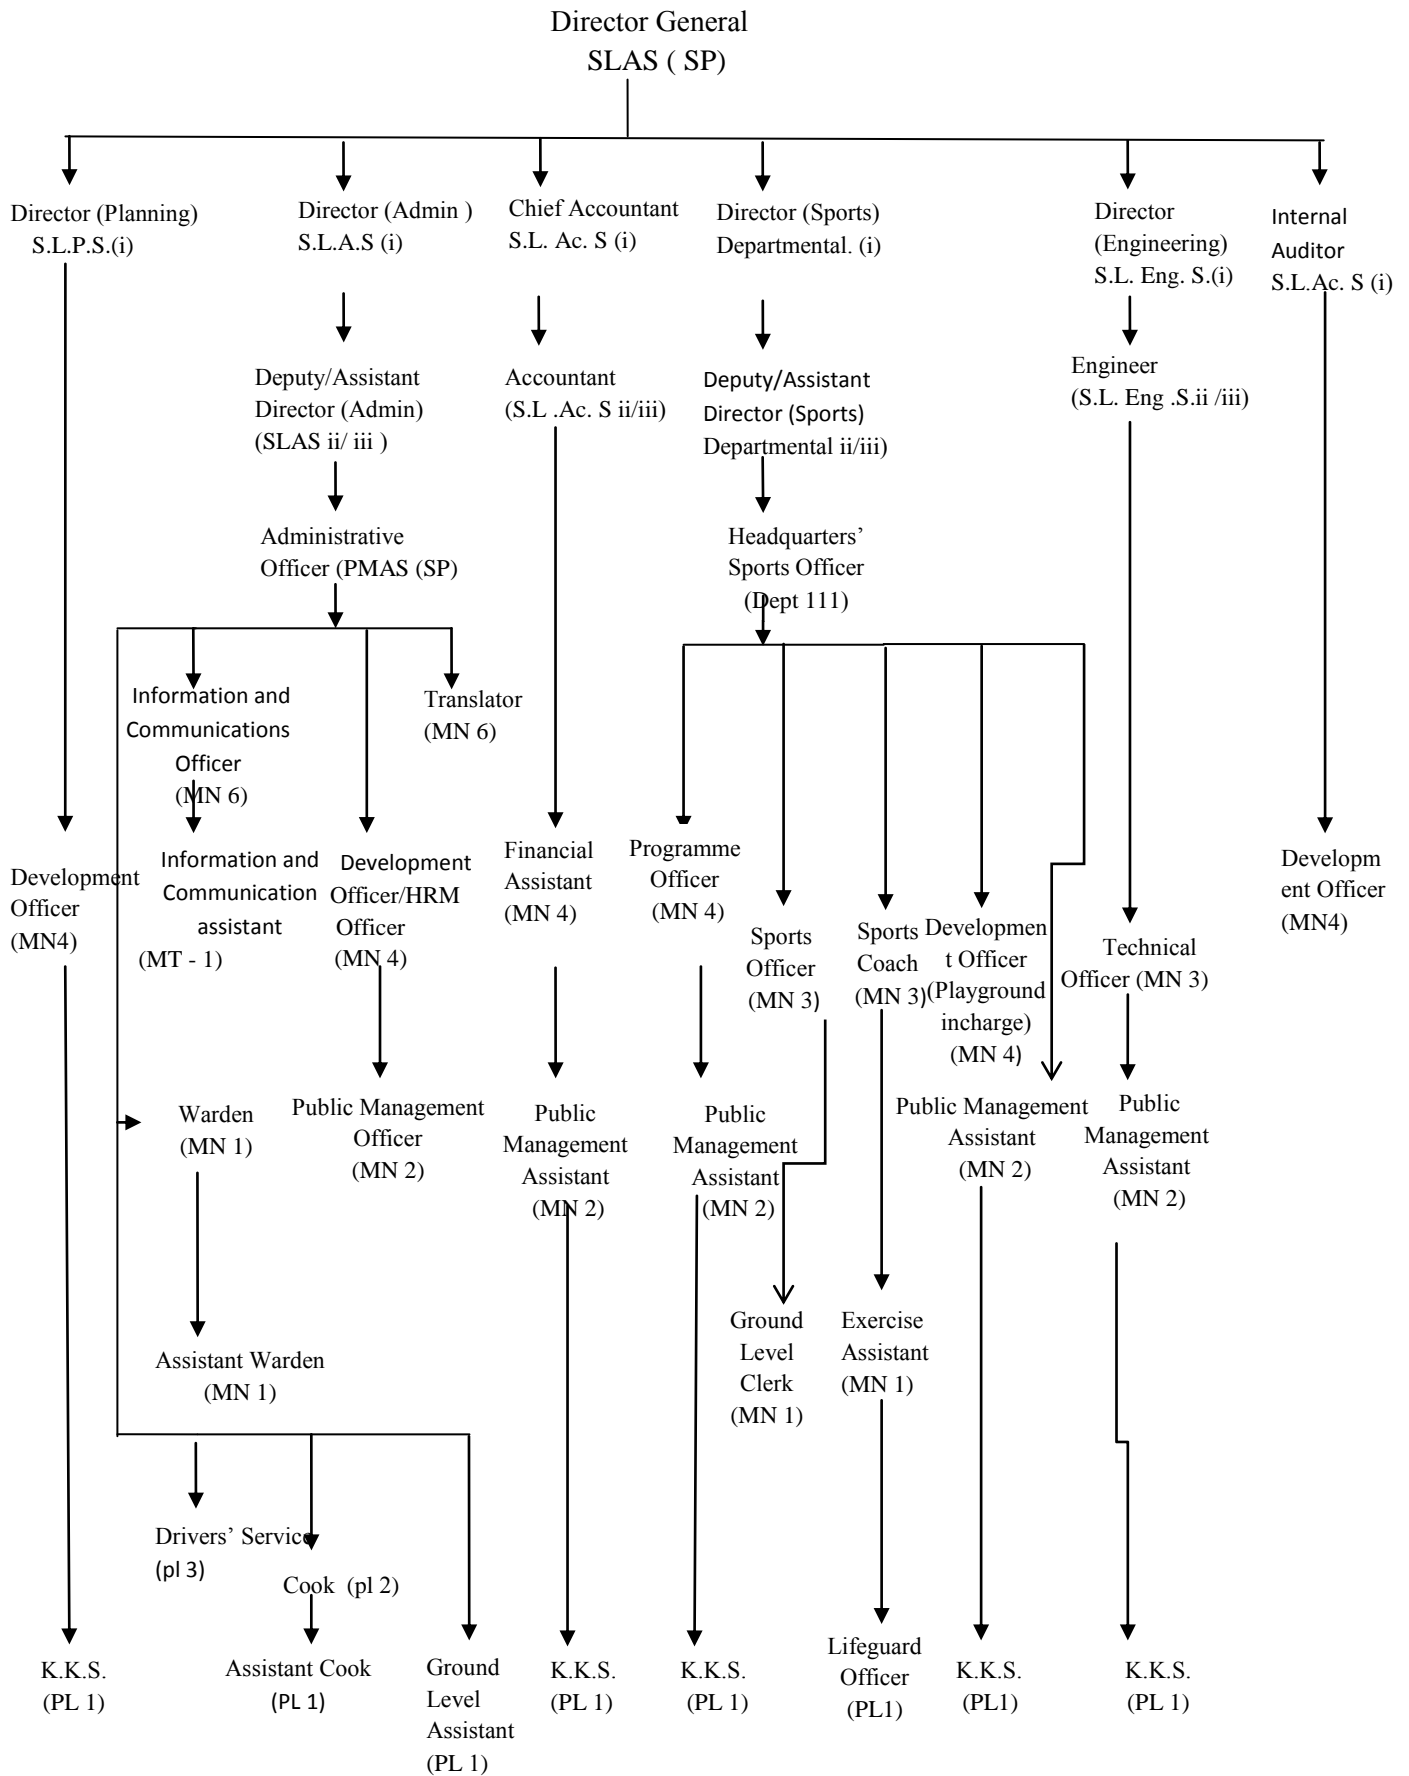 Director General
SLAS ( SP)
Director (Planning)
S.L.P.S.(i)
Director (Admin )
S.L.A.S (i)
Chief Accountant
S.L. Ac. S (i)
Director (Sports)
Departmental. (i)
Director
(Engineering)
S.L. Eng. S.(i)
Internal
Auditor
S.L.Ac. S (i)
Deputy/Assistant
Director (Admin)
(SLAS ii/ iii )
Accountant
(S.L .Ac. S ii/iii)
Deputy/Assistant
Director (Sports)
Departmental ii/iii)
Engineer
(S.L. Eng .S.ii /iii)
Administrative
Officer (PMAS (SP)
Headquarters’
Sports Officer
(Dept 111)
Information and
Communications
Officer
(MN 6)
Translator
(MN 6)
Development
Officer
(MN4)
Information and
Communication
assistant
(MT - 1)
Development
Officer/HRM
Officer
(MN 4)
Financial
Assistant
(MN 4)
Programme
Officer
(MN 4)
Sports
Officer
(MN 3)
Sports
Coach
(MN 3)
Developmen
t Officer
(Playground
incharge)
(MN 4)
Technical
Officer (MN 3)
Developm
ent Officer
(MN4)
Warden
(MN 1)
Public Management
Officer
(MN 2)
Public
Management
Assistant
(MN 2)
Public
Management
Assistant
(MN 2)
Public Management
Assistant
(MN 2)
Public
Management
Assistant
(MN 2)
Assistant Warden
(MN 1)
Ground
Level
Clerk
(MN 1)
Exercise
Assistant
(MN 1)
Drivers’ Service
(pl 3)
Cook (pl 2)
K.K.S.
(PL 1)
Assistant Cook
(PL 1)
Ground
Level
Assistant
(PL 1)
K.K.S.
(PL 1)
K.K.S.
(PL 1)
Lifeguard
Officer
(PL1)
K.K.S.
(PL1)
K.K.S.
(PL 1)